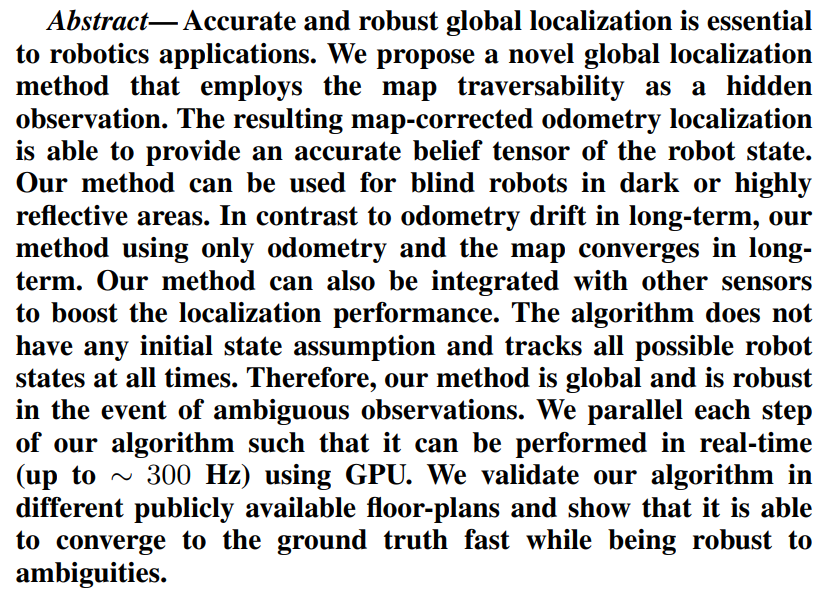 Abstract— Accurate and robust global localization is essential
to robotics applications. We propose a novel global localization
method that employs the map traversability as a hidden
observation. The resulting map-corrected odometry localization
is able to provide an accurate belief tensor of the robot state.
Our method can be used for blind robots in dark or highly
reflective areas. In contrast to odometry drift in long-term, our
method using only odometry and the map converges in long-
term. Our method can also be integrated with other sensors
to boost the localization performance. The algorithm does not
have any initial state assumption and tracks all possible robot
states at all times. Therefore, our method is global and is robust
in the event of ambiguous observations. We parallel each step
of our algorithm such that it can be performed in real-time
(up to ∼ 300 Hz) using GPU. We validate our algorithm in
different publicly available floor-plans and show that it is able
to converge to the ground truth fast while being robust to
ambiguities.